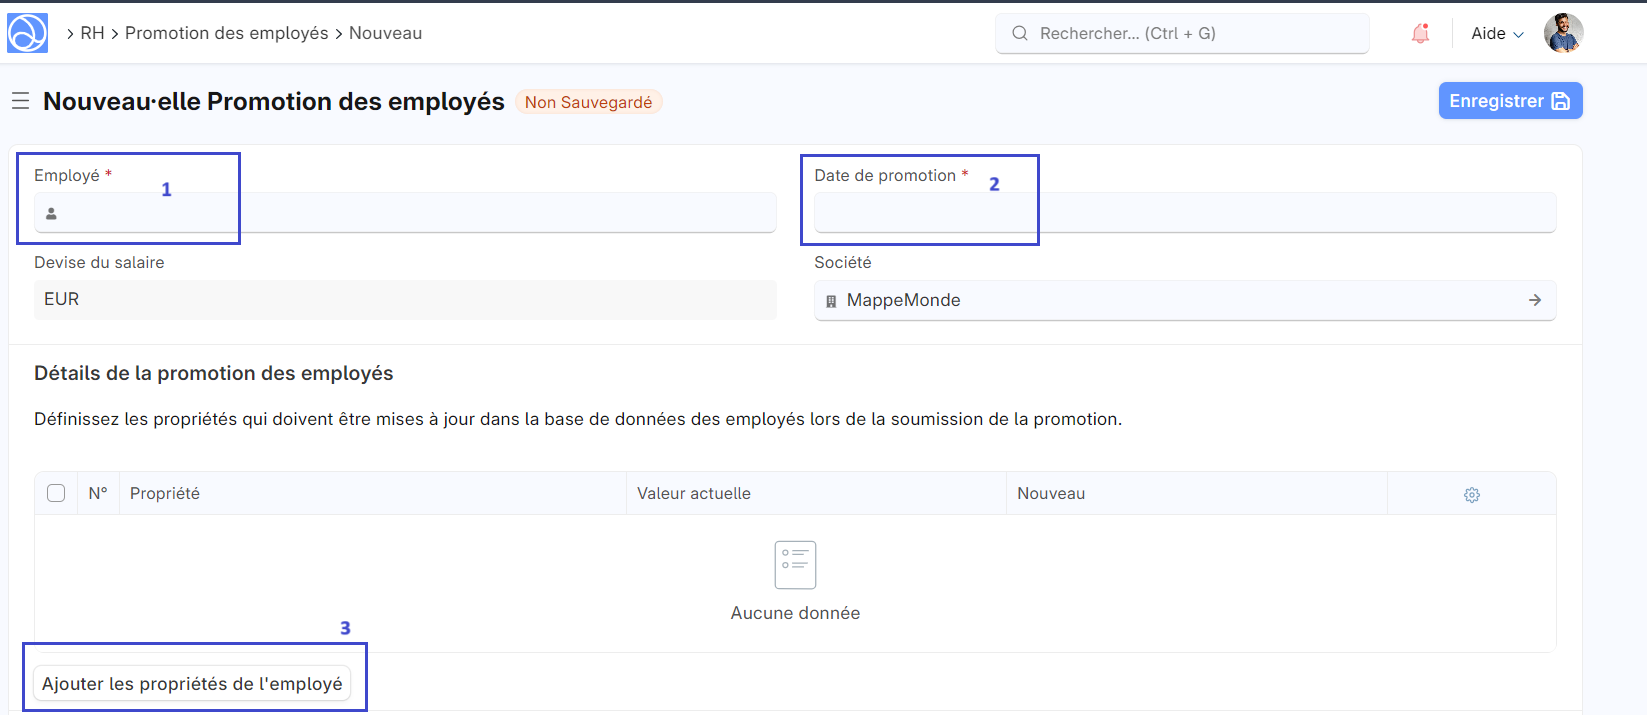 > RH > Promotion des employés > Nouveau
Rechercher... (Ctrl + G)
Aide
Nouveau·elle Promotion des employés
Non Sauvegardé
Enregistrer
Employé *
1
Date de promotion *
2
Devise du salaire
Société
EUR
MappeMonde
Détails de la promotion des employés
Définissez les propriétés qui doivent être mises à jour dans la base de données des employés lors de la soumission de la promotion.
N° Propriété Valeur actuelle Nouveau
Aucune donnée
3
Ajouter les propriétés de l'employé